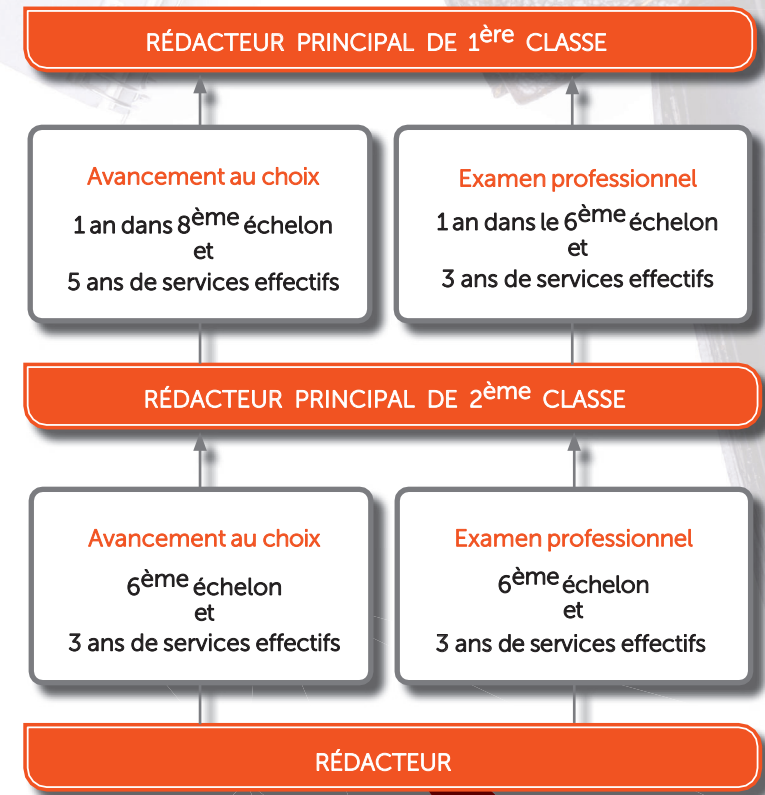 RÉDACTEUR PRINCIPAL DE 1ère CLASSE
Avancement au choix
1 an dans 8ème échelon
et
5 ans de services effectifs
Examen professionnel
1 an dans le 6ème échelon
et
3 ans de services effectifs
RÉDACTEUR PRINCIPAL DE 2ème CLASSE
Avancement au choix
6ème échelon
et
3 ans de services effectifs
Examen professionnel
6ème échelon
et
3 ans de services effectifs
RÉDACTEUR